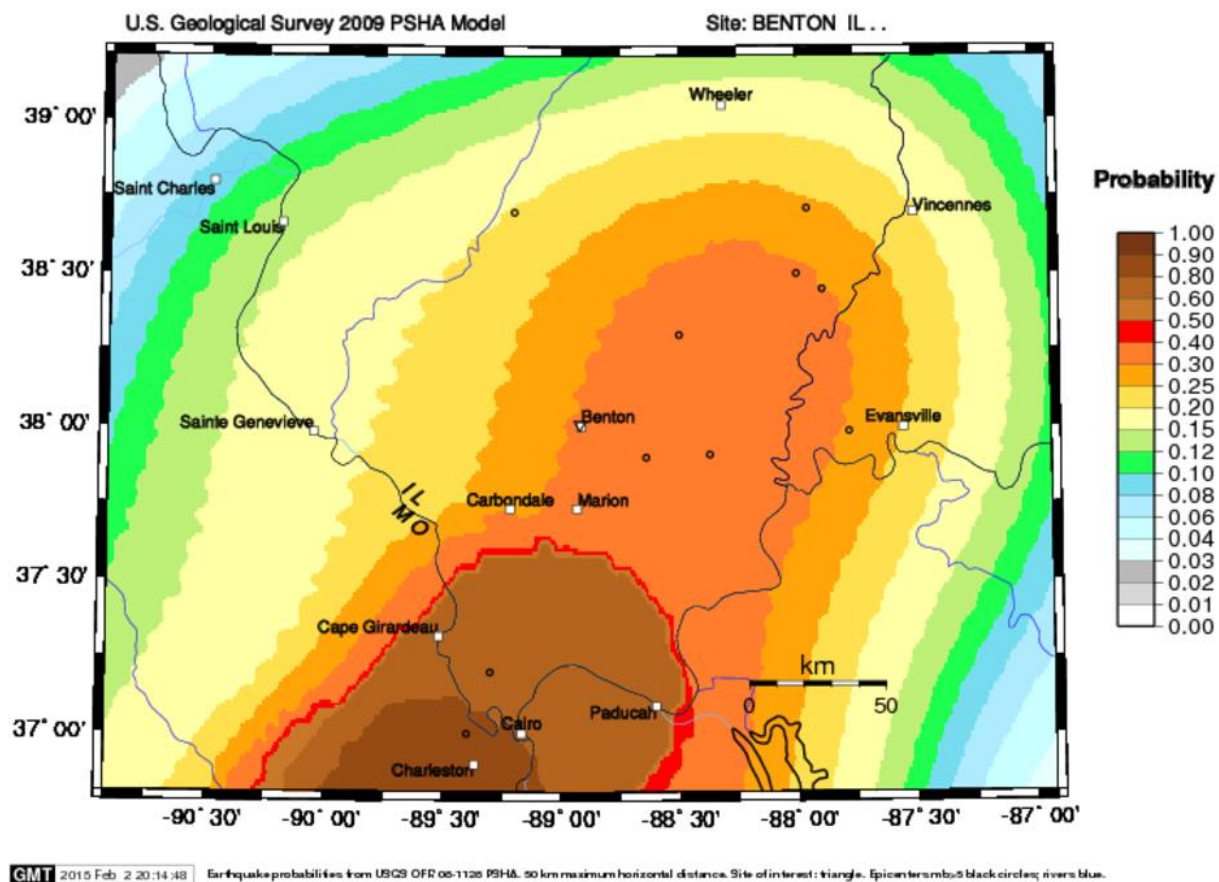 U.S. Geological Survey 2009 PSHA Model Site: BENTON IL . .
Wheeler
39° 00'
Saint Charles
Vincennes
Saint Louis
38° 30'
Benton
Evansville
38° 00'
Sainte Genevieve
IL
MO
Carbondale Marion
37° 30'
Cape Girardeau
km
0 50
Paducah
37° 00'
Cairo
Charleston
-90° 30' -90° 00' -89° 30' -89° 00' -88° 30' -88° 00' -87° 30' -87° 00'
Probability
1.00
0.90
0.80
0.60
0.50
0.40
0.30
0.25
0.20
0.15
0.12
0.10
0.08
0.06
0.04
0.03
0.02
0.01
0.00
GMT 2015 Feb 2 20:14:48 Earthquake probabilities from USGS OFR 08-1128 PSHA. 50 km maximum horizontal distance. Site of interest: triangle. Epicenters mb>=5 black circles; rivers blue.